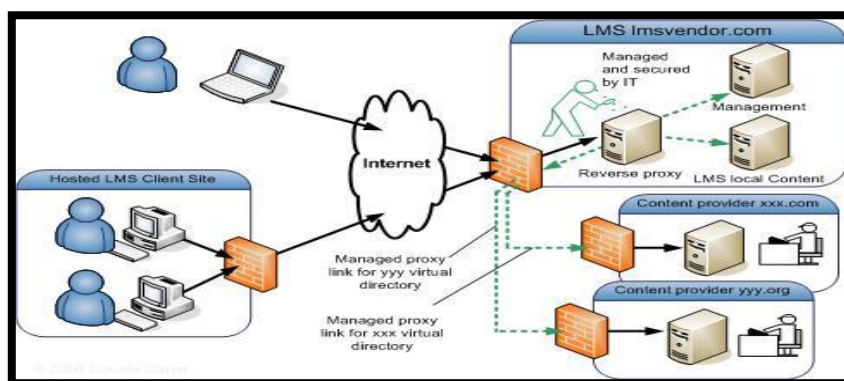 LMS lmsvendor.com
Managed
and secured
by IT
Management
Internet
Reverse proxy
LMS local Content
Hosted LMS Client Site
Content provider xxx.com
Managed proxy
link for yyy virtual
directory
Content provider yyy.org
Managed proxy
link for xxx virtual
directory